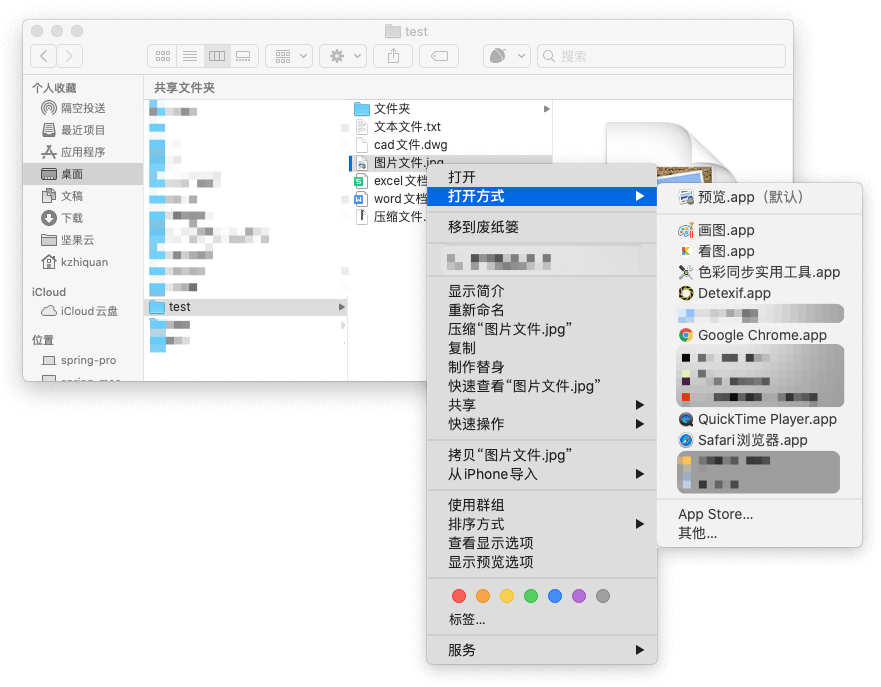 test
搜索
个人收藏
隔空投送
最近项目
应用程序
桌面
文稿
下载
坚果云
kzhiquan
iCloud
iCloud云盘
位置
spring-pro
共享文件夹
test
文件夹
文本文件.txt
cad文件.dwg
图片文件.jpg
excel文档
word文档
压缩文件.
打开
打开方式
移到废纸篓
显示简介
重新命名
压缩“图片文件.jpg”
复制
制作替身
快速查看“图片文件.jpg”
共享
快速操作
拷贝“图片文件.jpg”
从iPhone导入
使用群组
排序方式
查看显示选项
显示预览选项
标签...
服务
预览.app（默认）
画图.app
看图.app
色彩同步实用工具.app
Detexif.app
Google Chrome.app
QuickTime Player.app
Safari浏览器.app
App Store...
其他...